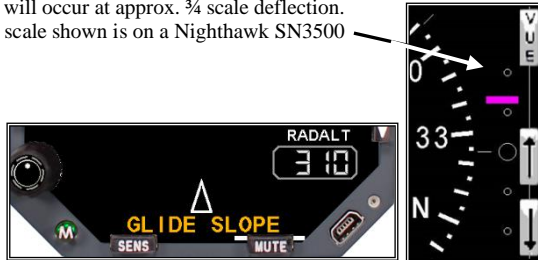 will occur at approx. ¾ scale deflection.
scale shown is on a Nighthawk SN3500
RADALT
310
GLIDE SLOPE
M
SENS
MUTE
VUE
0
33
N